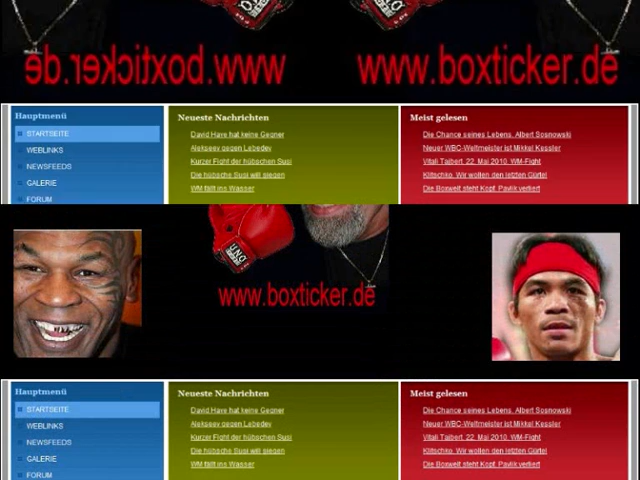 www.boxticker.de www.boxticker.de
Hauptmenü
STARTSEITE
WEBLINKS
NEWSFEEDS
GALERIE
FORUM
Neueste Nachrichten
David Haye hat keine Gegner
Alekseev gegen Lebedev
Kurzer Fight der hübschen Susi
Die hübsche Susi will siegen
WM fällt ins Wasser
Meist gelesen
Die Chance seines Lebens, Albert Sosnowski
Neuer WBC-Weltmeister ist Mikkel Kessler
Vitali Tajbert, 22. Mai 2010, WM-Fight
Klitschko: Wir wollen den letzten Gürtel
Die Boxwelt steht Kopf. Pavlik verliert
UNO
www.boxticker.de
Hauptmenü
STARTSEITE
WEBLINKS
NEWSFEEDS
GALERIE
FORUM
Neueste Nachrichten
David Haye hat keine Gegner
Alekseev gegen Lebedev
Kurzer Fight der hübschen Susi
Die hübsche Susi will siegen
WM fällt ins Wasser
Meist gelesen
Die Chance seines Lebens, Albert Sosnowski
Neuer WBC-Weltmeister ist Mikkel Kessler
Vitali Tajbert, 22. Mai 2010, WM-Fight
Klitschko: Wir wollen den letzten Gürtel
Die Boxwelt steht Kopf. Pavlik verliert